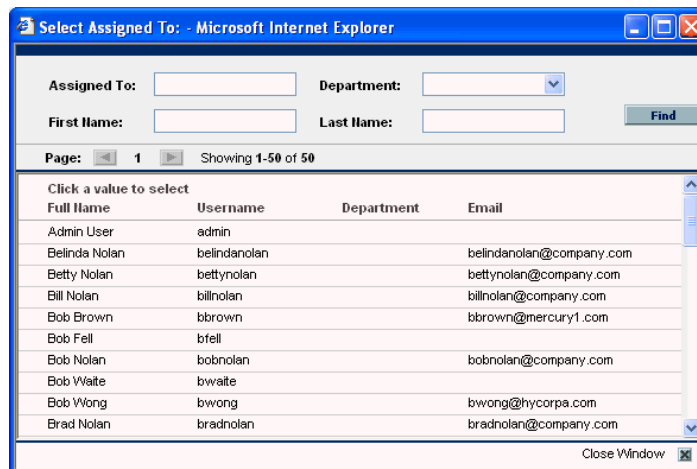 Select Assigned To: - Microsoft Internet Explorer
Assigned To: Department:
First Name: Last Name: Find
Page: 1 Showing 1-50 of 50
Click a value to select
Full Name Username Department Email
Admin User admin
Belinda Nolan belindanolan belindanolan@company.com
Betty Nolan bettynolan bettynolan@company.com
Bill Nolan billnolan billnolan@company.com
Bob Brown bbrown bbrown@mercury1.com
Bob Fell bfell
Bob Nolan bobnolan bobnolan@company.com
Bob Waite bwaite
Bob Wong bwong bwong@hycorpa.com
Brad Nolan bradnolan bradnolan@company.com
Close Window